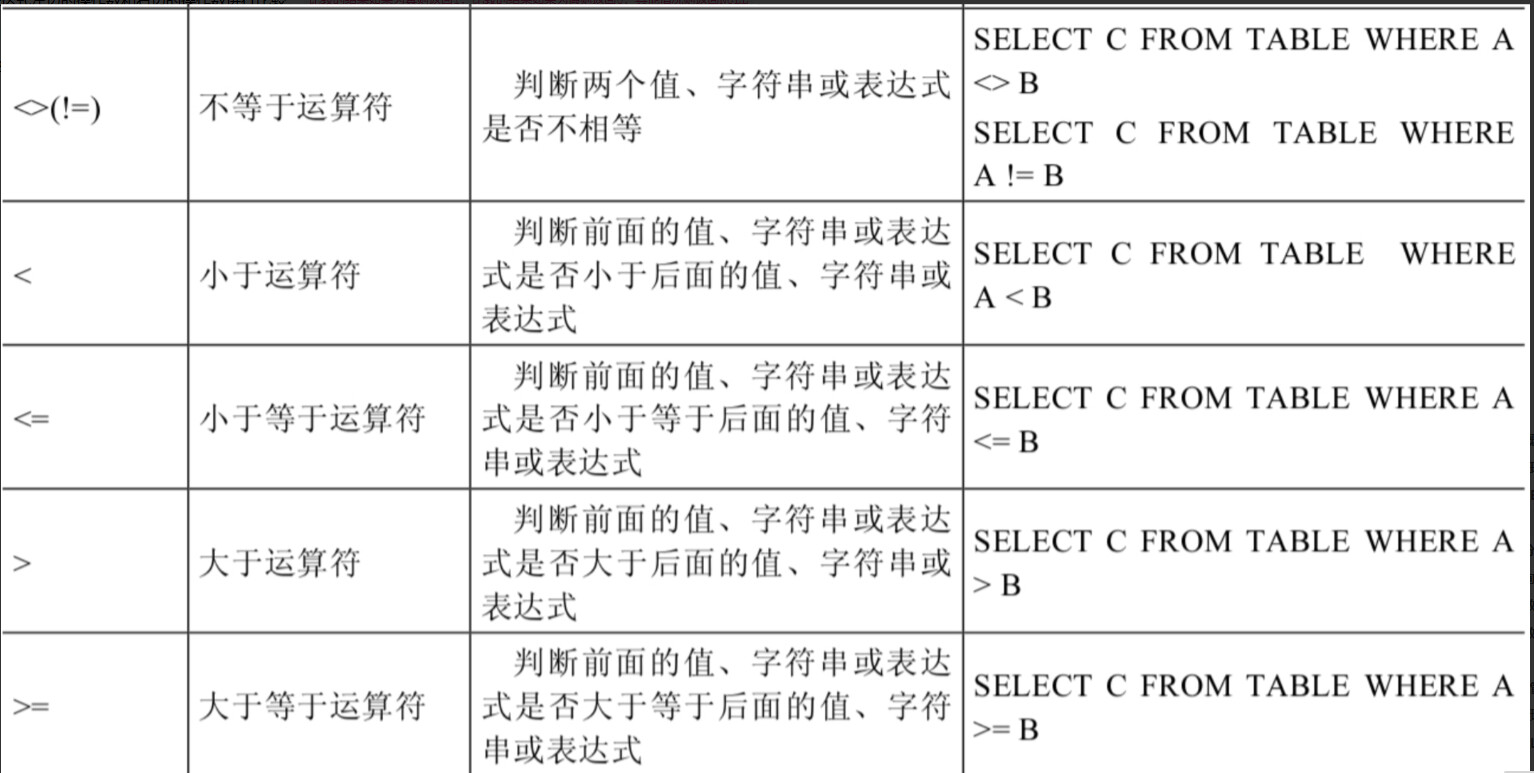 <>(!=)
不等于运算符
判断两个值、字符串或表达式
是否不相等
SELECT C FROM TABLE WHERE A
<> B
SELECT C FROM TABLE WHERE
A != B
<
小于运算符
判断前面的值、字符串或表达
式是否小于后面的值、字符串或
表达式
SELECT C FROM TABLE WHERE
A < B
<=
小于等于运算符
判断前面的值、字符串或表达
式是否小于等于后面的值、字符
串或表达式
SELECT C FROM TABLE WHERE A
<= B
>
大于运算符
判断前面的值、字符串或表达
式是否大于后面的值、字符串或
表达式
SELECT C FROM TABLE WHERE A
> B
>=
大于等于运算符
判断前面的值、字符串或表达
式是否大于等于后面的值、字符
串或表达式
SELECT C FROM TABLE WHERE A
>= B